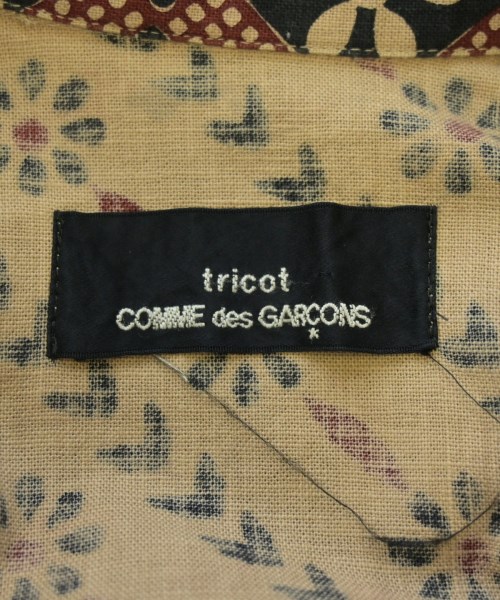 tricot
COMME des GARÇONS
*